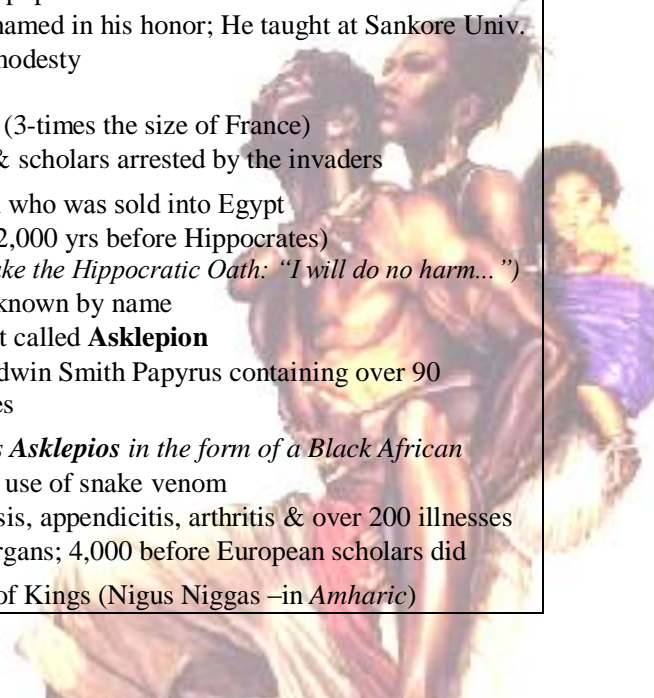 named in his honor; He taught at Sankore Univ.
modesty
(3-times the size of France)
& scholars arrested by the invaders
who was sold into Egypt
2,000 yrs before Hippocrates)
ake the Hippocratic Oath: “I will do no harm...”)
known by name
t called Asklepion
dwin Smith Papyrus containing over 90
es
s Asklepios in the form of a Black African
use of snake venom
sis, appendicitis, arthritis & over 200 illnesses
rgans; 4,000 before European scholars did
of Kings (Nigus Niggas –in Amharic)